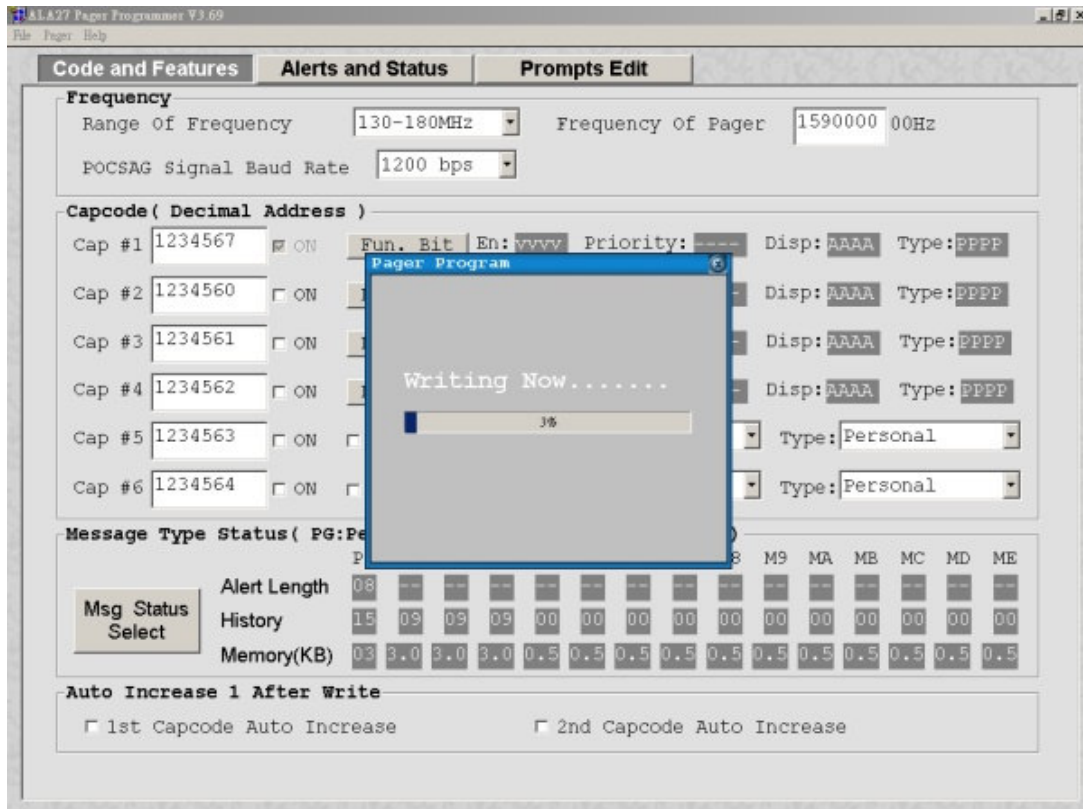 ALA27 Pager Programmer V3.69
File Pager Help
Code and Features Alerts and Status Prompts Edit
Frequency
Range Of Frequency 130-180MHz Frequency Of Pager 1590000 00Hz
POCSAG Signal Baud Rate 1200 bps
Capcode( Decimal Address )
Cap #1 1234567 ON Fun. Bit En: vvvv Priority: ---- Disp: AAAA Type: PPPP
Pager Program
Cap #2 1234560 ON Disp: AAAA Type: PPPP
Cap #3 1234561 ON Disp: AAAA Type: PPPP
Writing Now.......
Cap #4 1234562 ON Disp: AAAA Type: PPPP
3%
Cap #5 1234563 ON Type: Personal
Cap #6 1234564 ON Type: Personal
Message Type Status( PG:Pe )
P 8 M9 MA MB MC MD ME
Alert Length 08 -- -- -- -- -- -- -- -- -- -- -- -- -- --
Msg Status Select
History 15 09 09 09 00 00 00 00 00 00 00 00 00 00 00
Memory(KB) 03 3.0 3.0 3.0 0.5 0.5 0.5 0.5 0.5 0.5 0.5 0.5 0.5 0.5 0.5
Auto Increase 1 After Write
1st Capcode Auto Increase 2nd Capcode Auto Increase